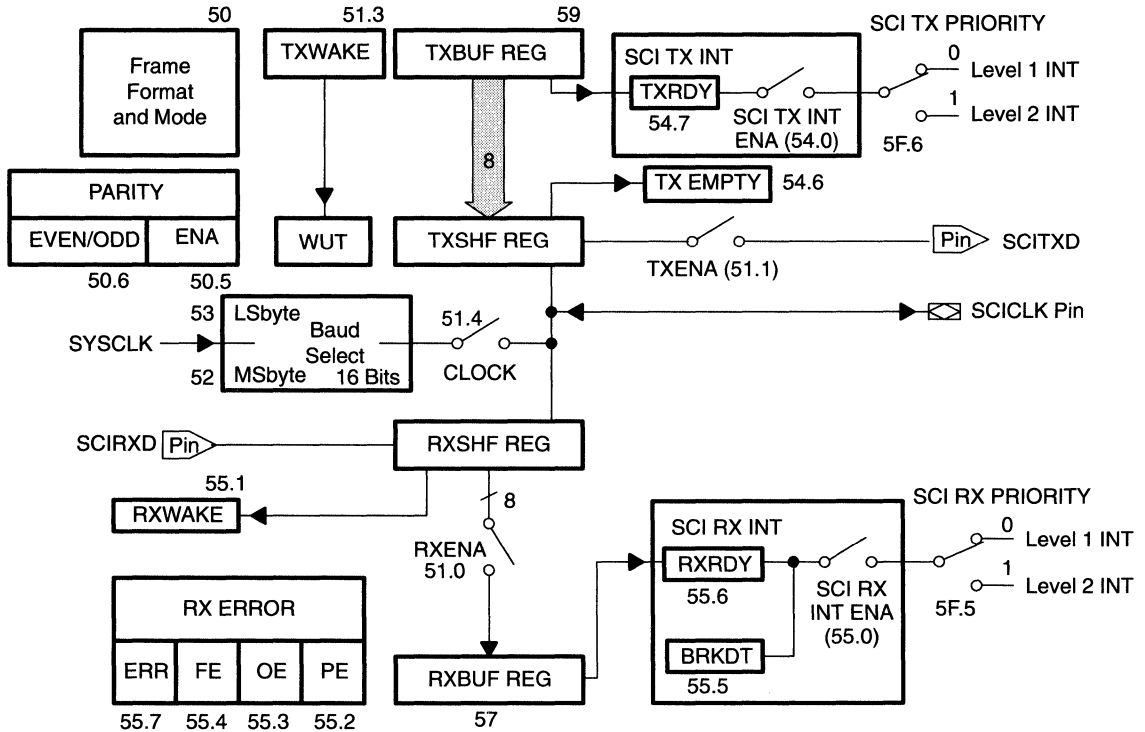 50
51.3
59
SCI TX PRIORITY
Frame
Format
and Mode
TXWAKE
TXBUF REG
SCI TX INT
TXRDY
54.7
SCI TX INT
ENA (54.0)
0
Level 1 INT
1
Level 2 INT
5F.6
8
PARITY
EVEN/ODD
ENA
50.6
50.5
WUT
TXSHF REG
TX EMPTY
54.6
TXENA (51.1)
Pin
SCITXD
53
LSbyte
Baud
Select
SYSCLK
52
MSbyte
16 Bits
51.4
CLOCK
SCICLK Pin
SCIRXD
Pin
RXSHF REG
55.1
RXWAKE
8
RXENA
51.0
SCI RX PRIORITY
SCI RX INT
RXRDY
55.6
SCI RX
INT ENA
(55.0)
0
Level 1 INT
1
Level 2 INT
5F.5
BRKDT
55.5
RX ERROR
ERR
FE
OE
PE
55.7
55.4
55.3
55.2
RXBUF REG
57